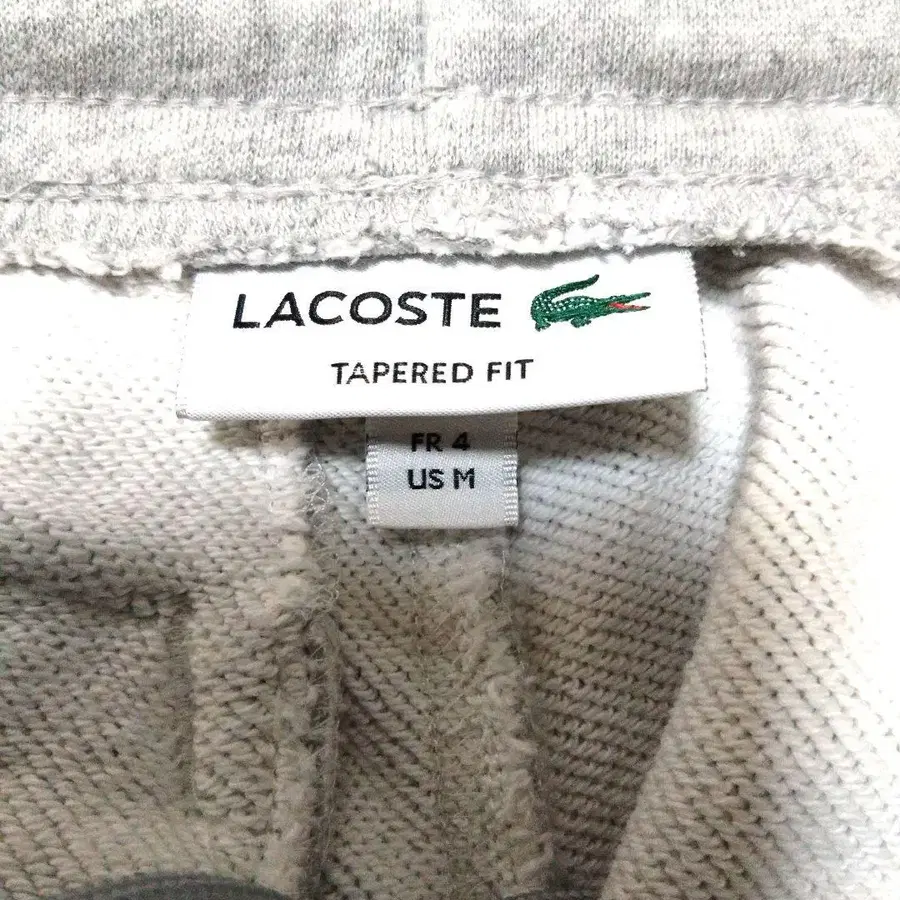 LACOSTE
TAPERED FIT
FR 4
US M